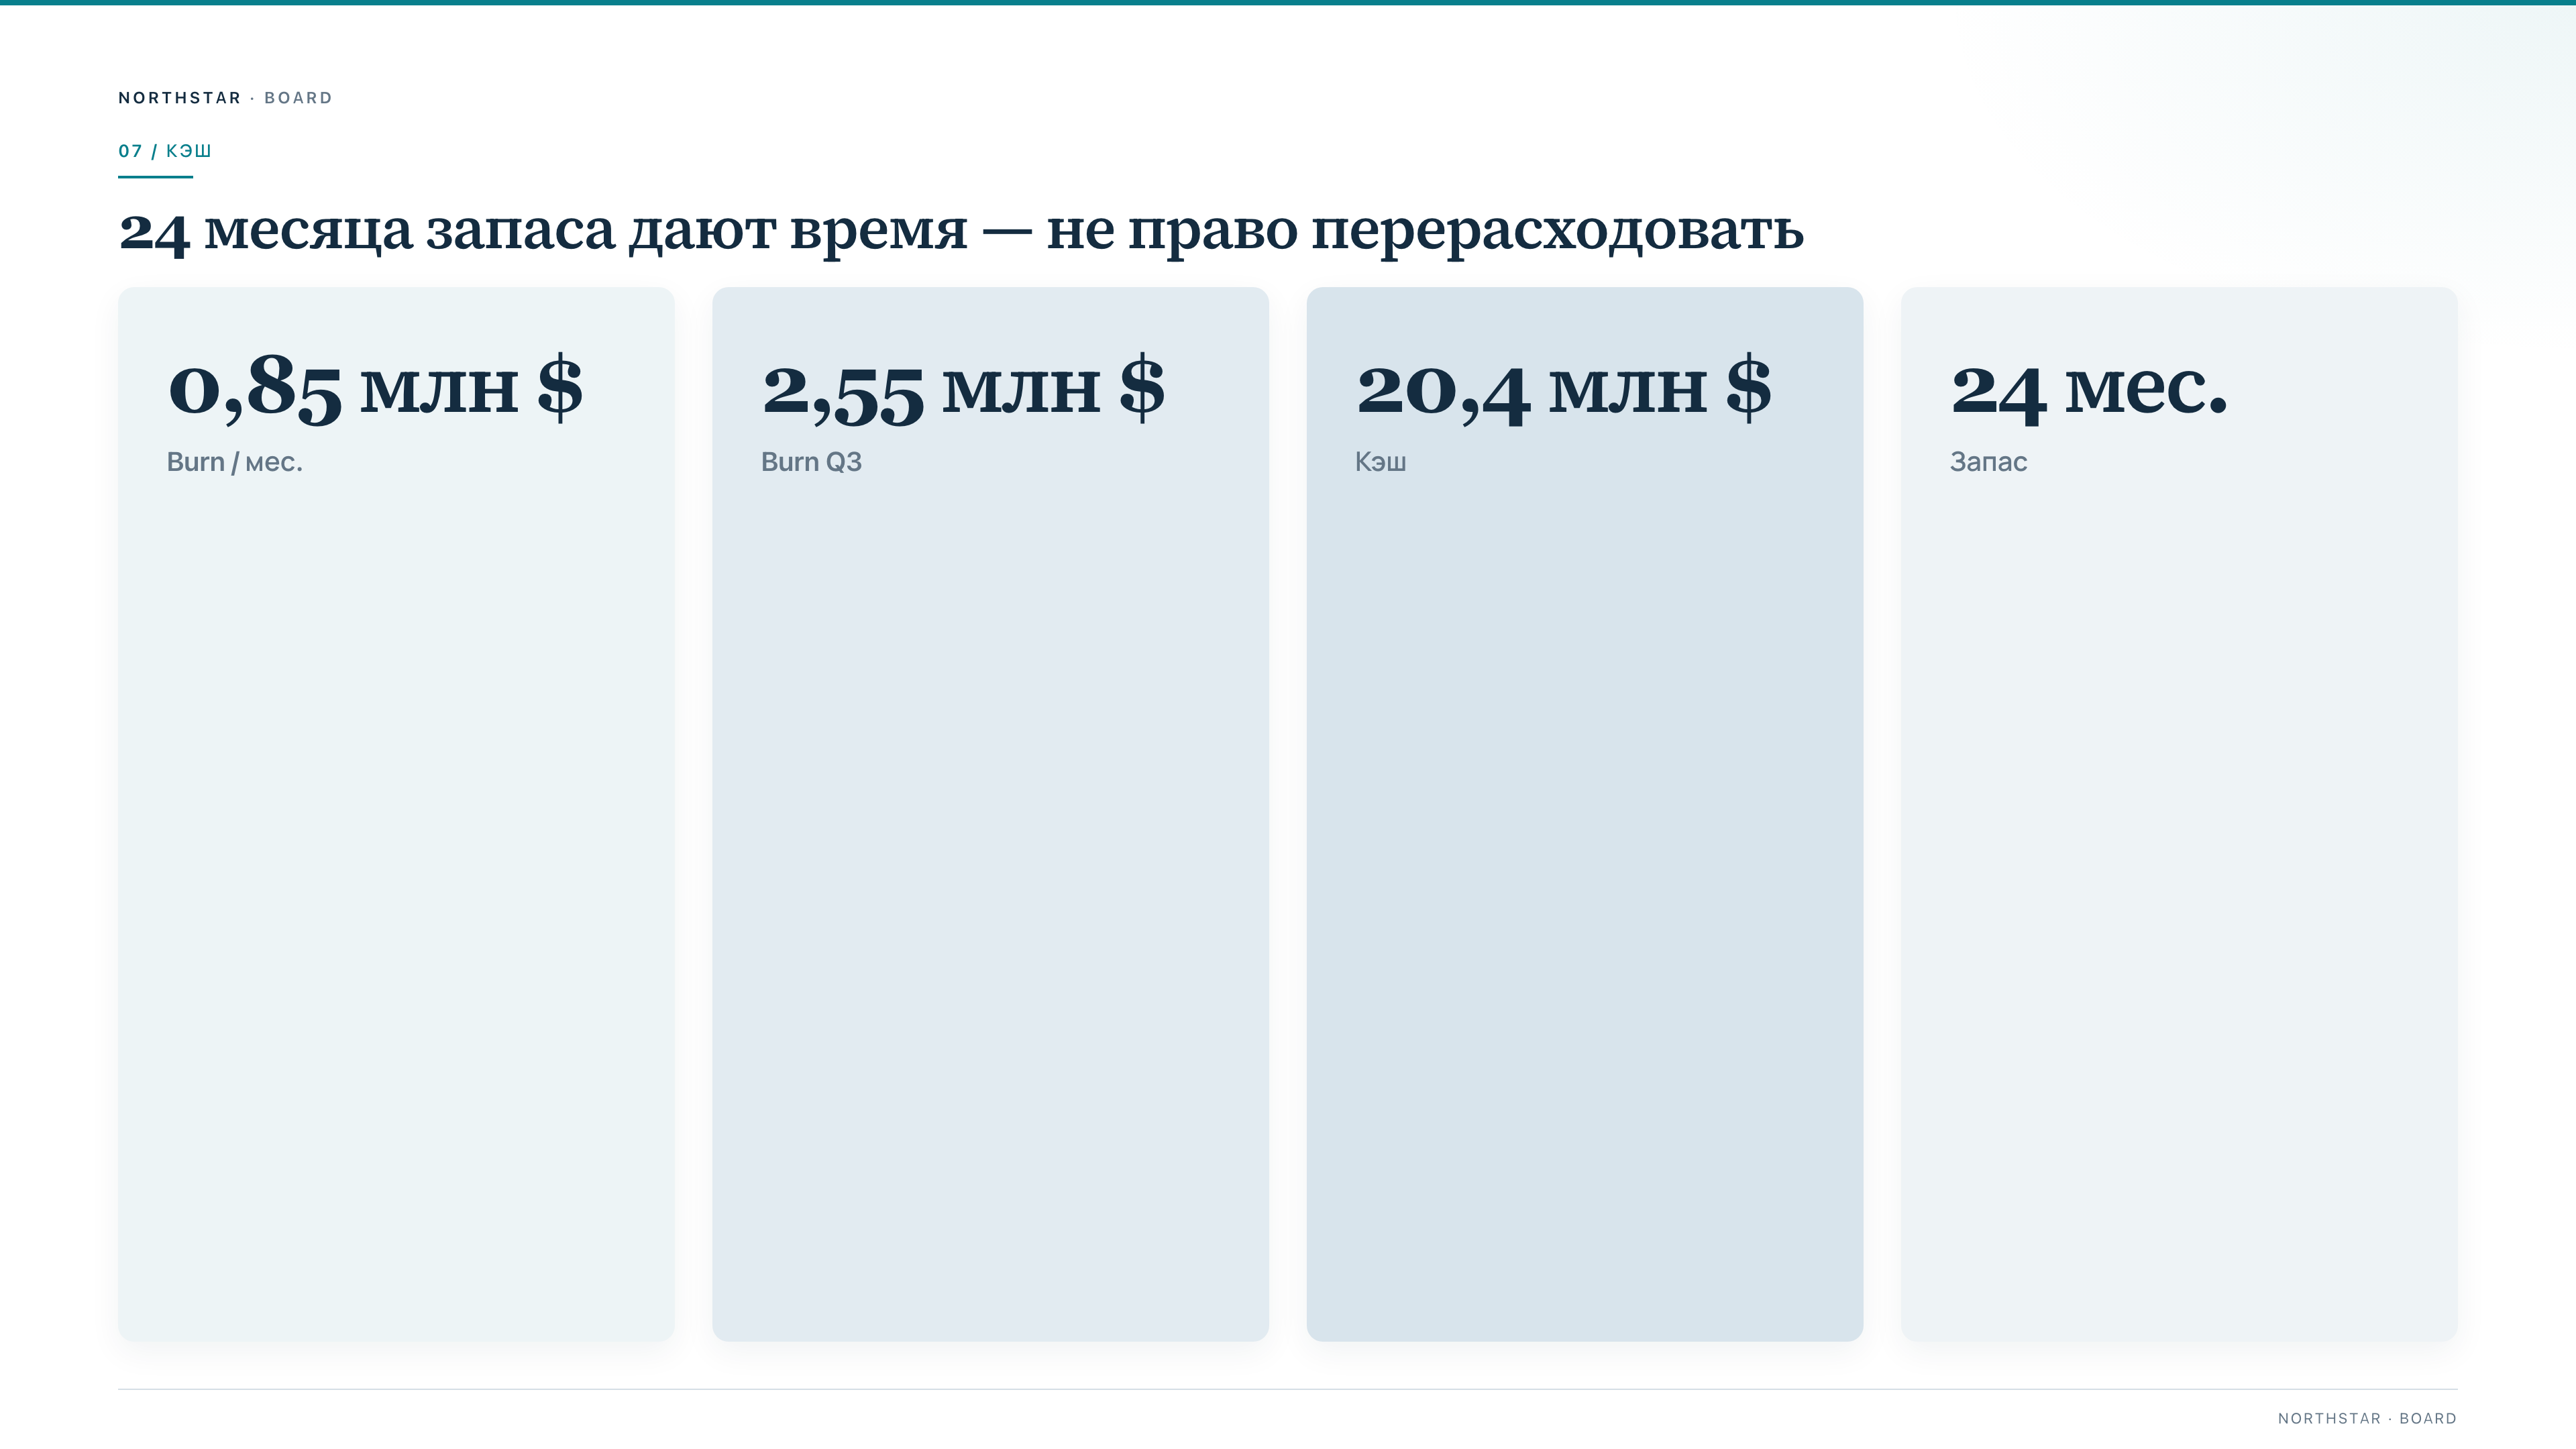 NORTHSTAR · BOARD
07 / КЭШ
24 месяца запаса дают время — не право перерасходовать
0,85 млн $
Burn / мес.
2,55 млн $
Burn Q3
20,4 млн $
Кэш
24 мес.
Запас
NORTHSTAR · BOARD